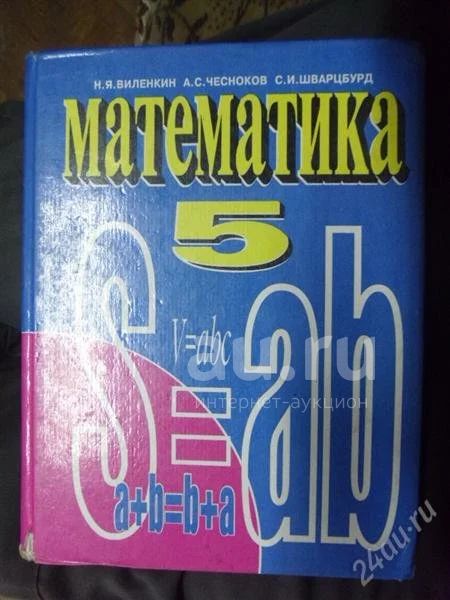 Н.Я.ВИЛЕНКИН А.С.ЧЕСНОКОВ С.И.ШВАРЦБУРД
МАТЕМАТИКА
5
V=abc
S=ab
a+b=b+a
au.ru
интернет-аукцион
24au.ru